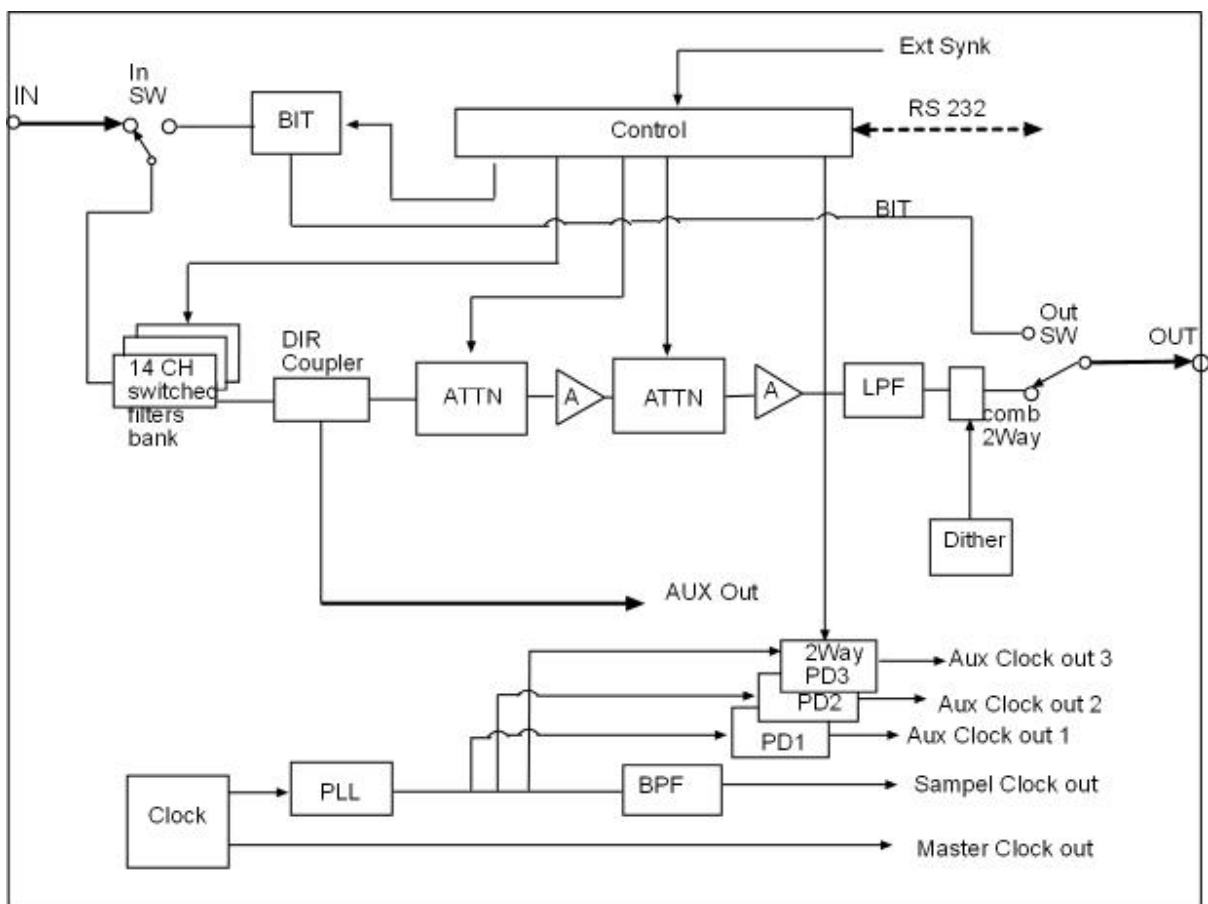 Ext Synk
In
SW
IN
BIT
Control
RS 232
BIT
Out
SW
OUT
DIR
Coupler
14 CH
switched
filters
bank
ATTN
A
ATTN
A
LPF
comb
2Way
Dither
AUX Out
2Way
PD3
Aux Clock out 3
PD2
Aux Clock out 2
PD1
Aux Clock out 1
PLL
BPF
Sampel Clock out
Clock
Master Clock out